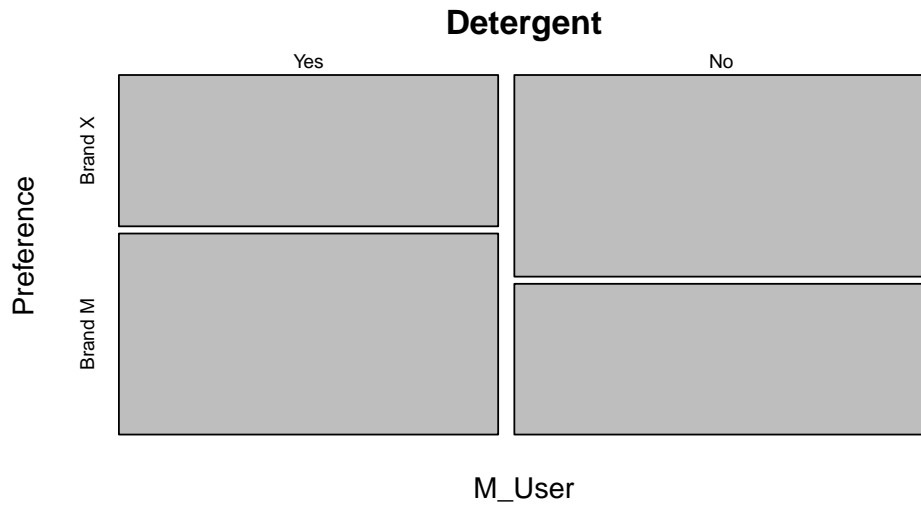 Detergent
Yes No
Brand X
Preference
Brand M
M_User